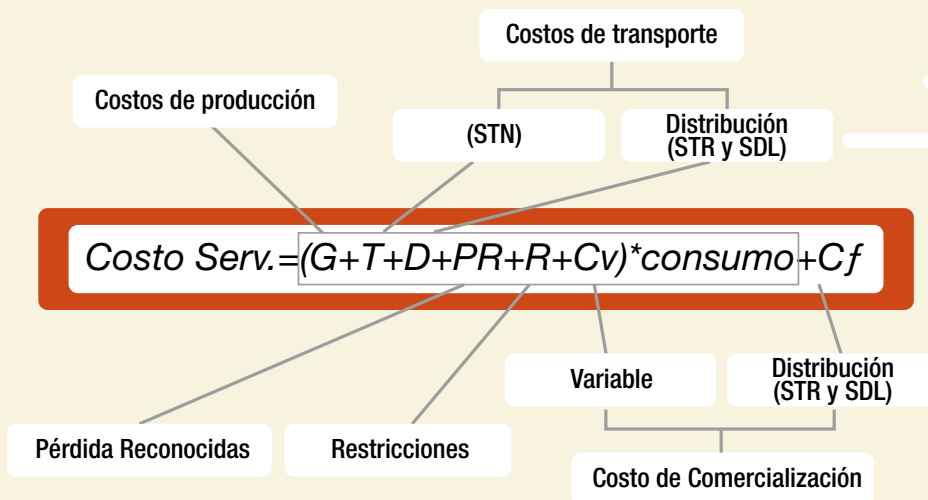 Costos de transporte
Costos de producción
(STN)
Distribución
(STR y SDL)
Costo Serv.=(G+T+D+PR+R+Cv)*consumo+Cf
Variable
Distribución
(STR y SDL)
Pérdida Reconocidas
Restricciones
Costo de Comercialización